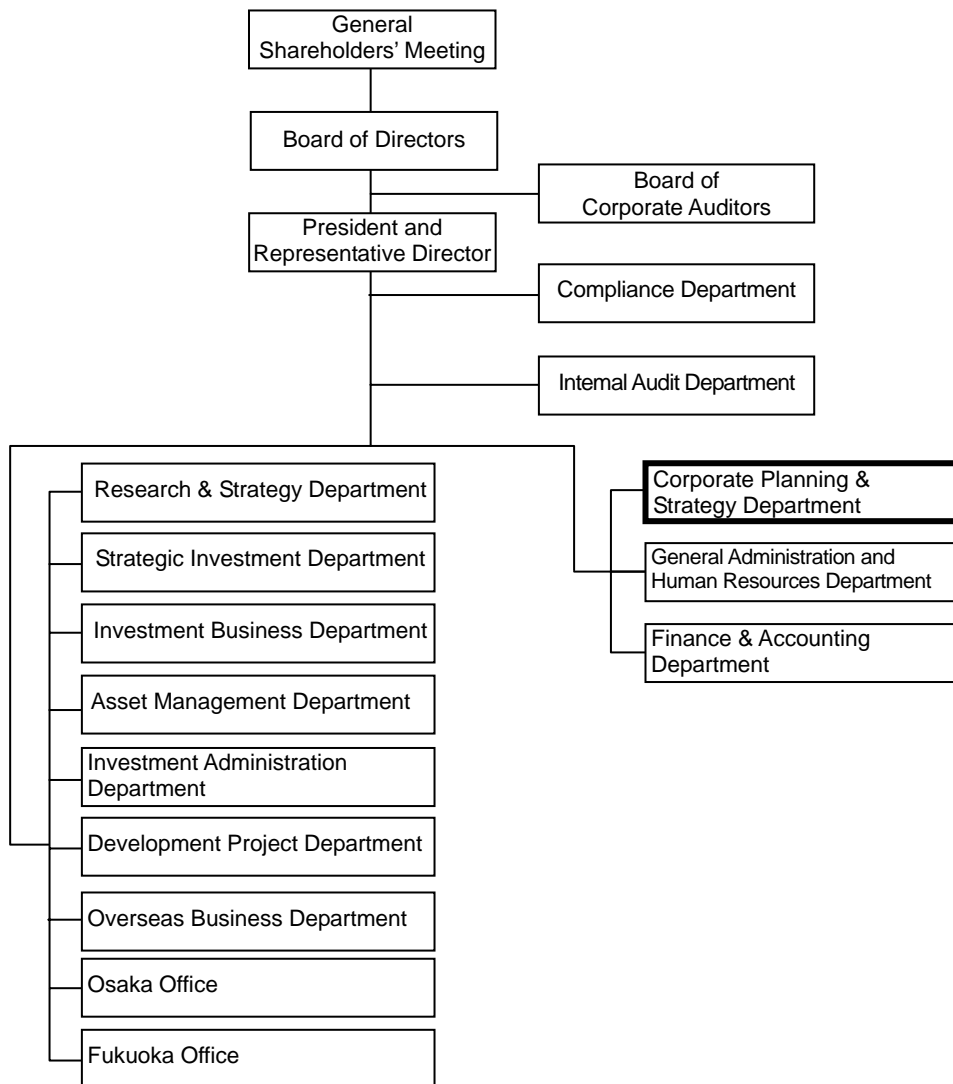 General
Shareholders’ Meeting
Board of Directors
Board of
Corporate Auditors
President and
Representative Director
Compliance Department
Internal Audit Department
Research & Strategy Department
Strategic Investment Department
Investment Business Department
Asset Management Department
Investment Administration
Department
Development Project Department
Overseas Business Department
Osaka Office
Fukuoka Office
Corporate Planning &
Strategy Department
General Administration and
Human Resources Department
Finance & Accounting
Department